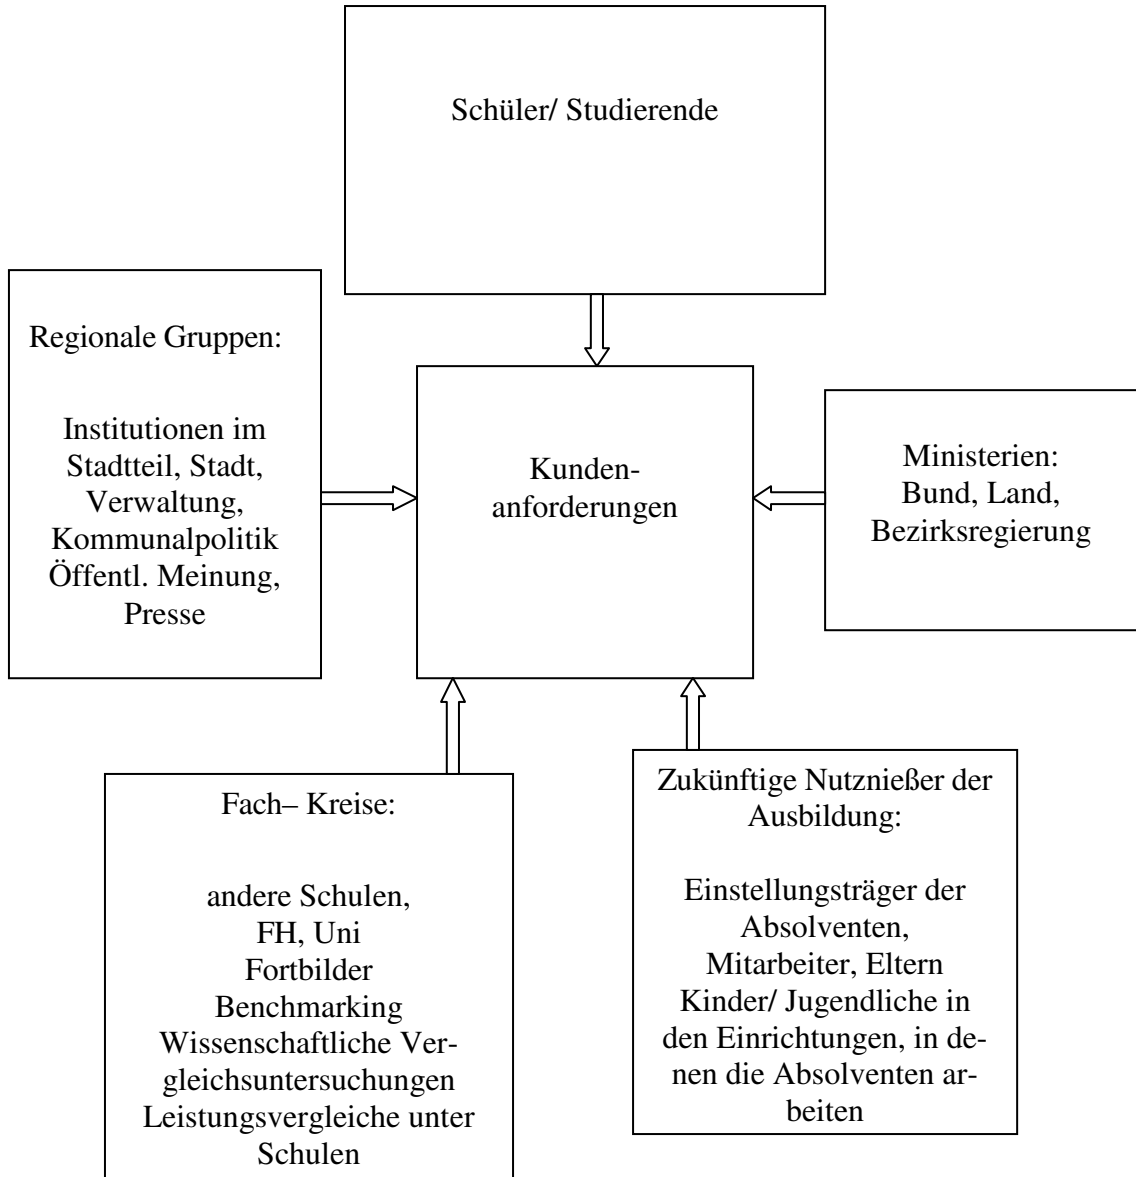 Schüler/ Studierende
Regionale Gruppen:
Institutionen im
Stadtteil, Stadt,
Verwaltung,
Kommunalpolitik
Öffentl. Meinung,
Presse
Kunden-
anforderungen
Ministerien:
Bund, Land,
Bezirksregierung
Fach– Kreise:
andere Schulen,
FH, Uni
Fortbilder
Benchmarking
Wissenschaftliche Ver-
gleichsuntersuchungen
Leistungsvergleiche unter
Schulen
Zukünftige Nutznießer der
Ausbildung:
Einstellungsträger der
Absolventen,
Mitarbeiter, Eltern
Kinder/ Jugendliche in
den Einrichtungen, in de-
nen die Absolventen ar-
beiten